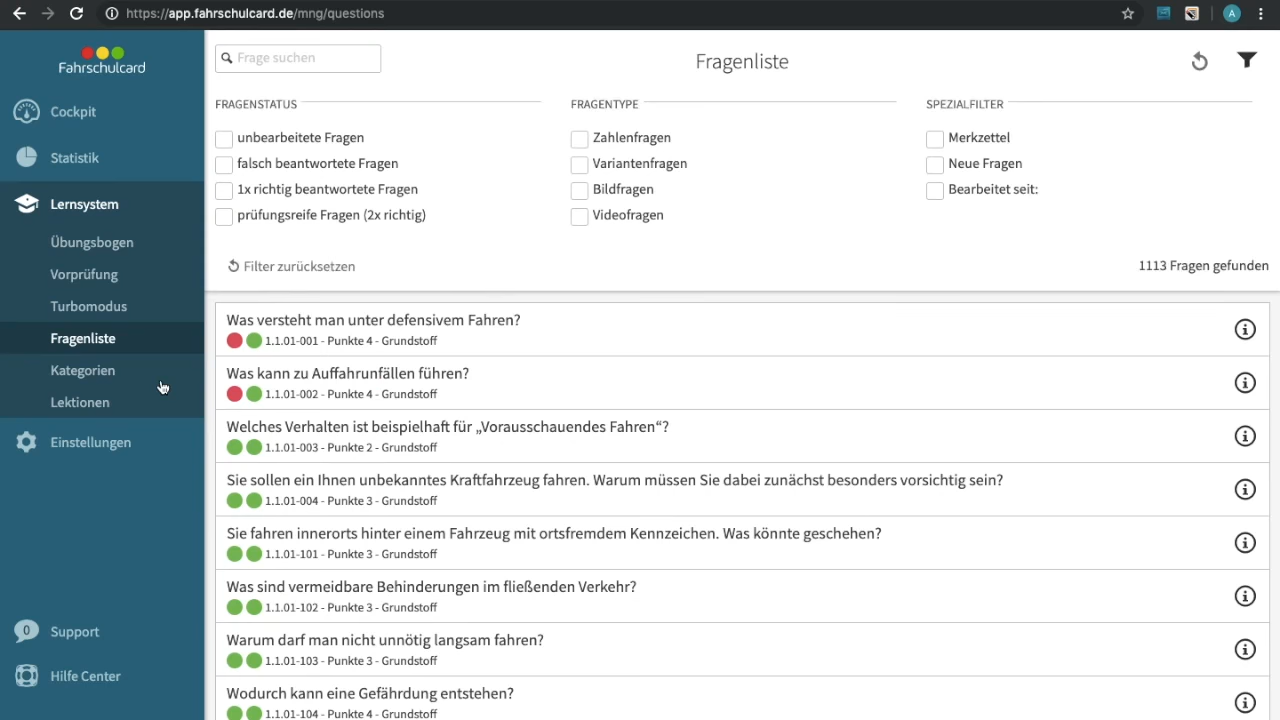 https://app.fahrschulcard.de/mng/questions
A
Fahrschulcard
Cockpit
Statistik
Lernsystem
Übungsbogen
Vorprüfung
Turbomodus
Fragenliste
Kategorien
Lektionen
Einstellungen
0
Support
Hilfe Center
Frage suchen
Fragenliste
FRAGENSTATUS
unbearbeitete Fragen
falsch beantwortete Fragen
1x richtig beantwortete Fragen
prüfungsreife Fragen (2x richtig)
FRAGENTYPE
Zahlenfragen
Variantenfragen
Bildfragen
Videofragen
SPEZIALFILTER
Merkzettel
Neue Fragen
Bearbeitet seit:
Filter zurücksetzen
1113 Fragen gefunden
Was versteht man unter defensivem Fahren?
1.1.01-001 - Punkte 4 - Grundstoff
Was kann zu Auffahrunfällen führen?
1.1.01-002 - Punkte 4 - Grundstoff
Welches Verhalten ist beispielhaft für „Vorausschauendes Fahren“?
1.1.01-003 - Punkte 2 - Grundstoff
Sie sollen ein Ihnen unbekanntes Kraftfahrzeug fahren. Warum müssen Sie dabei zunächst besonders vorsichtig sein?
1.1.01-004 - Punkte 3 - Grundstoff
Sie fahren innerorts hinter einem Fahrzeug mit ortsfremdem Kennzeichen. Was könnte geschehen?
1.1.01-101 - Punkte 3 - Grundstoff
Was sind vermeidbare Behinderungen im fließenden Verkehr?
1.1.01-102 - Punkte 3 - Grundstoff
Warum darf man nicht unnötig langsam fahren?
1.1.01-103 - Punkte 3 - Grundstoff
Wodurch kann eine Gefährdung entstehen?
1.1.01-104 - Punkte 4 - Grundstoff